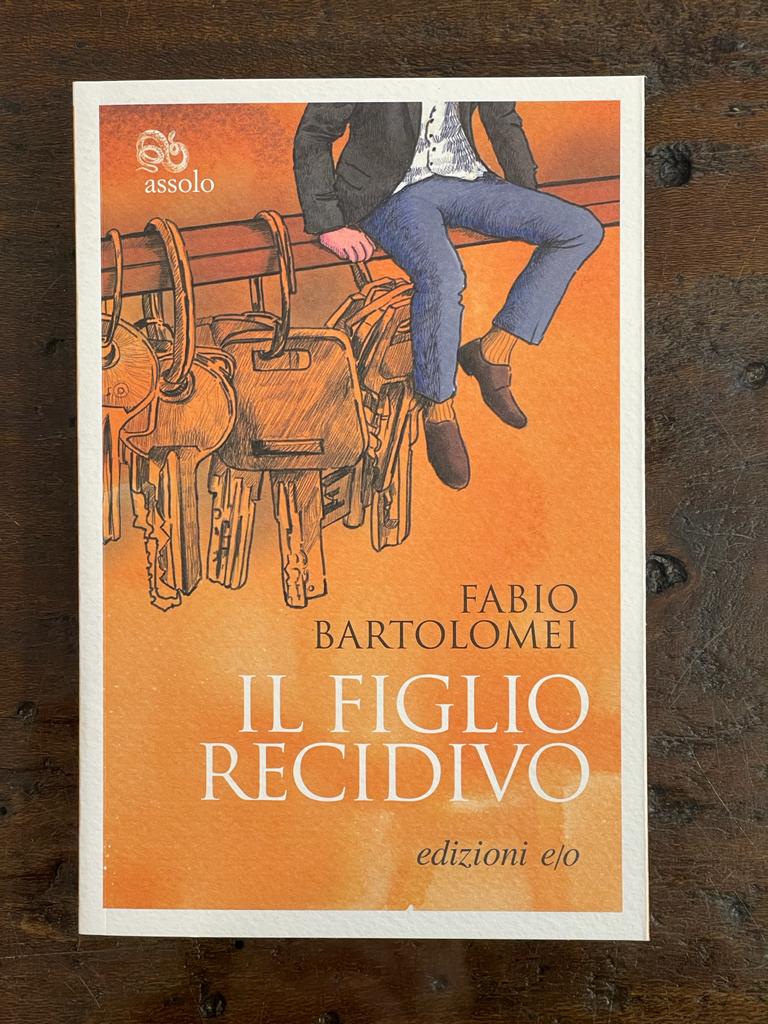 assolo
FABIO
BARTOLOMEI
IL FIGLIO
RECIDIVO
edizioni e/o